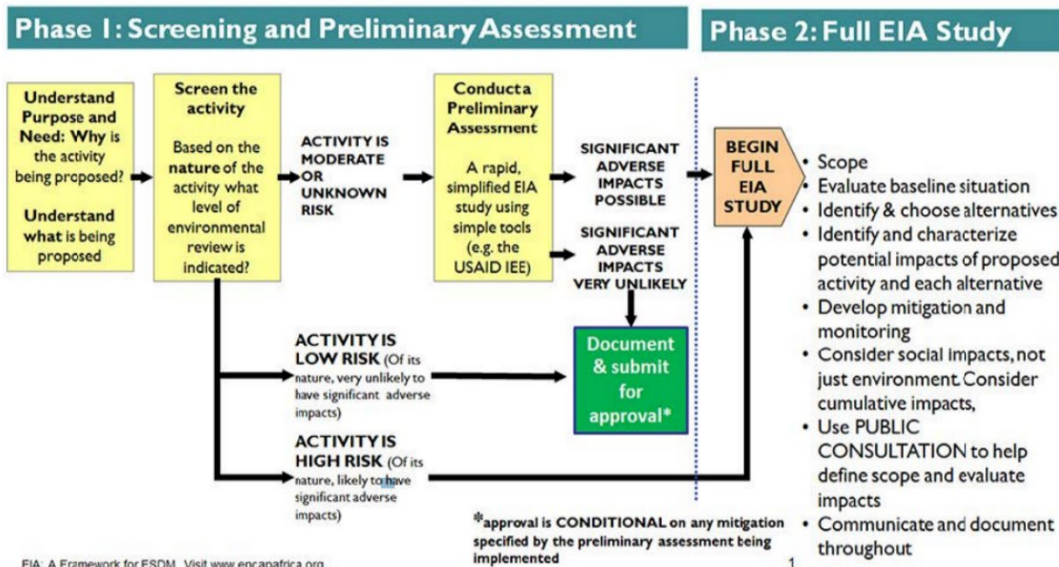 Phase 1: Screening and Preliminary Assessment
Phase 2: Full EIA Study
Understand
Purpose and
Need: Why is
the activity
being proposed?
Understand
what is being
proposed
Screen the
activity
Based on the
nature of the
activity what
level of
environmental
review is
indicated?
ACTIVITY IS
MODERATE
OR
UNKNOWN
RISK
Conduct a
Preliminary
Assessment
A rapid,
simplified EIA
study using
simple tools
(e.g. the
USAID IEE)
SIGNIFICANT
ADVERSE
IMPACTS
POSSIBLE
SIGNIFICANT
ADVERSE
IMPACTS
VERY UNLIKELY
ACTIVITY IS
LOW RISK (Of its
nature, very unlikely to
have significant adverse
impacts)
Document
& submit
for
approval*
ACTIVITY IS
HIGH RISK (Of its
nature, likely to have
significant adverse
impacts)
*approval is CONDITIONAL on any mitigation
specified by the preliminary assessment being
implemented
BEGIN
FULL
EIA
STUDY
• Scope
• Evaluate baseline situation
• Identify & choose alternatives
• Identify and characterize
potential impacts of proposed
activity and each alternative
• Develop mitigation and
monitoring
• Consider social impacts, not
just environment. Consider
cumulative impacts,
• Use PUBLIC
CONSULTATION to help
define scope and evaluate
impacts
• Communicate and document
throughout
EIA: A Framework for ESDM. Visit www.encapafrica.org
1